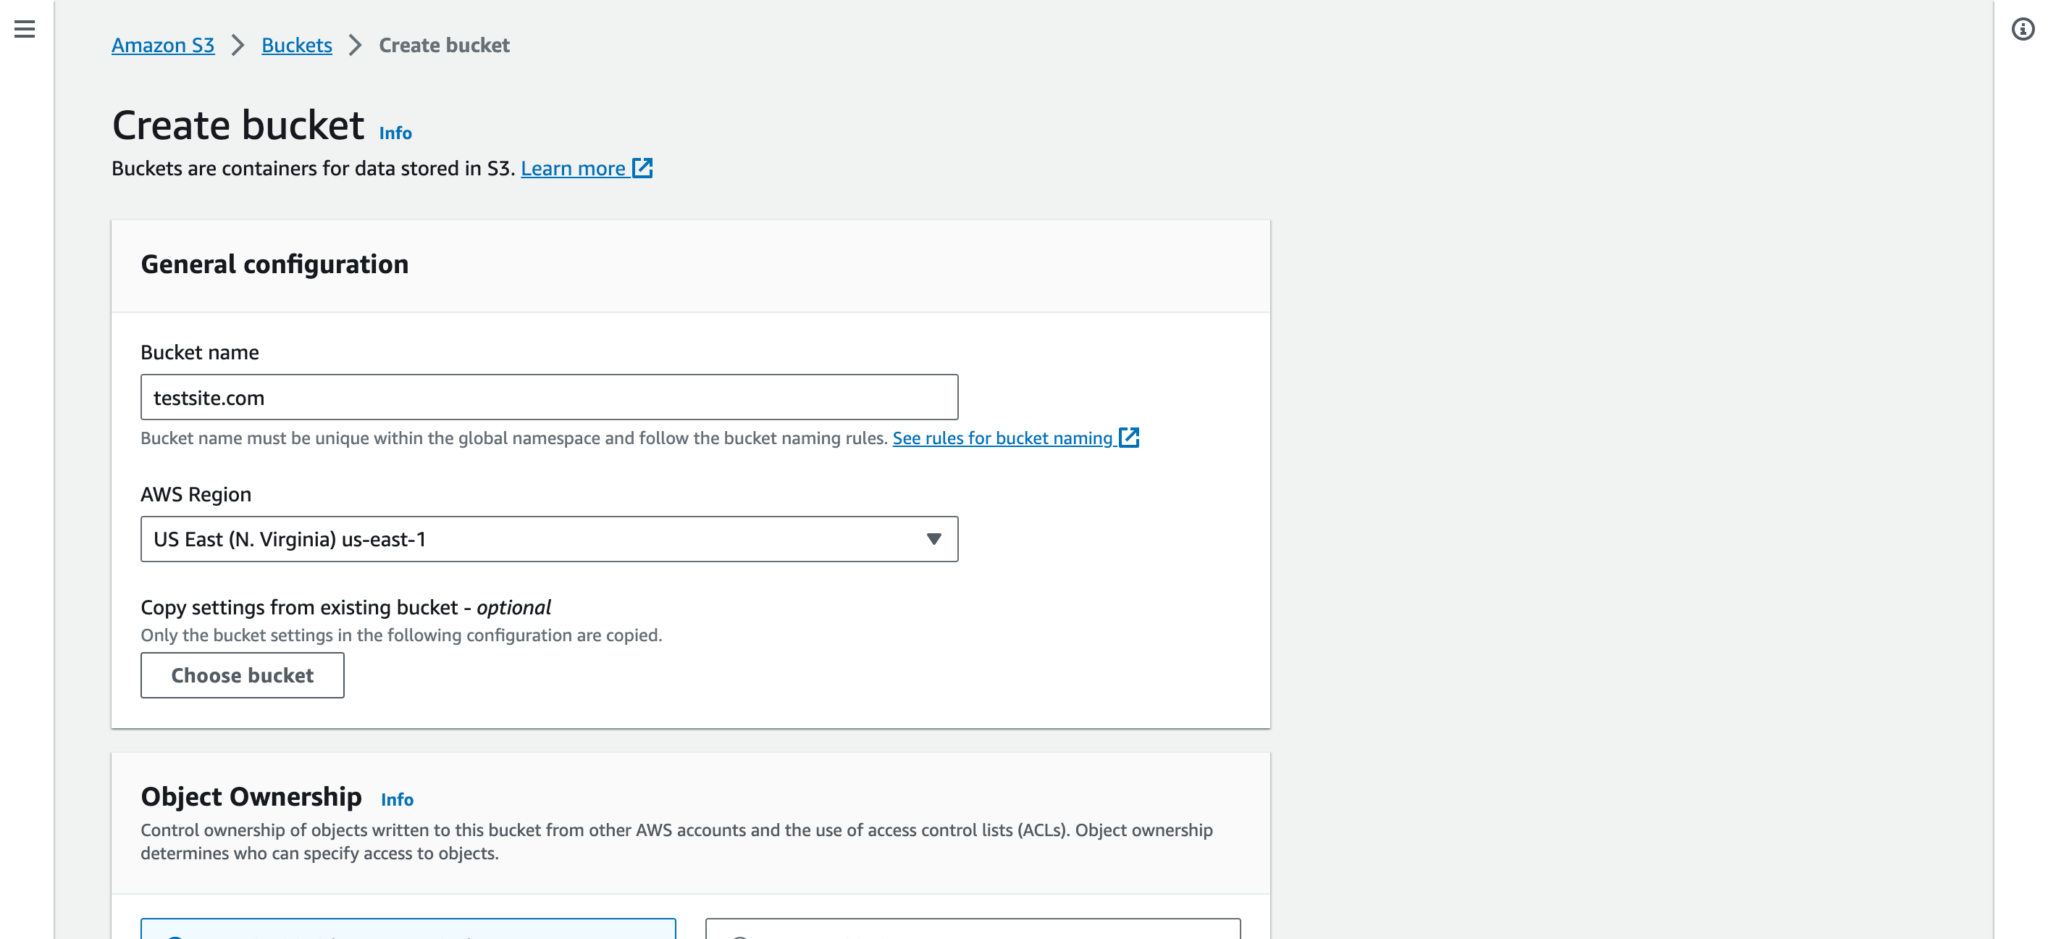 Amazon S3 > Buckets > Create bucket
Create bucket Info
Buckets are containers for data stored in S3. Learn more
General configuration
Bucket name
testsite.com
Bucket name must be unique within the global namespace and follow the bucket naming rules. See rules for bucket naming
AWS Region
US East (N. Virginia) us-east-1
Copy settings from existing bucket - optional
Only the bucket settings in the following configuration are copied.
Choose bucket
Object Ownership Info
Control ownership of objects written to this bucket from other AWS accounts and the use of access control lists (ACLs). Object ownership
determines who can specify access to objects.